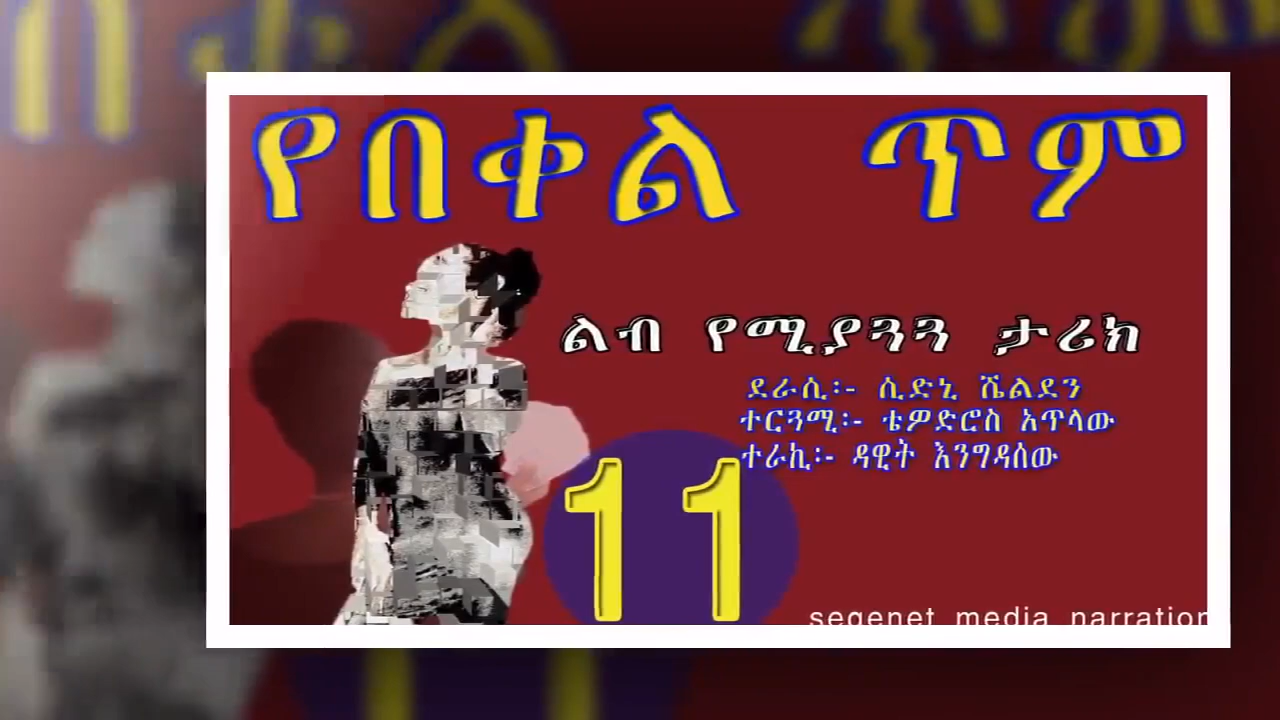 የበቀል ጥም
ልብ የሚያጓጓ ታሪክ
ደራሲ፡- ሲድኒ ሼልደን
ተርጓሚ፡- ቴዎድሮስ አጥላው
ተራኪ፡- ዳዊት እንግዳሰው
11
segenet media narration